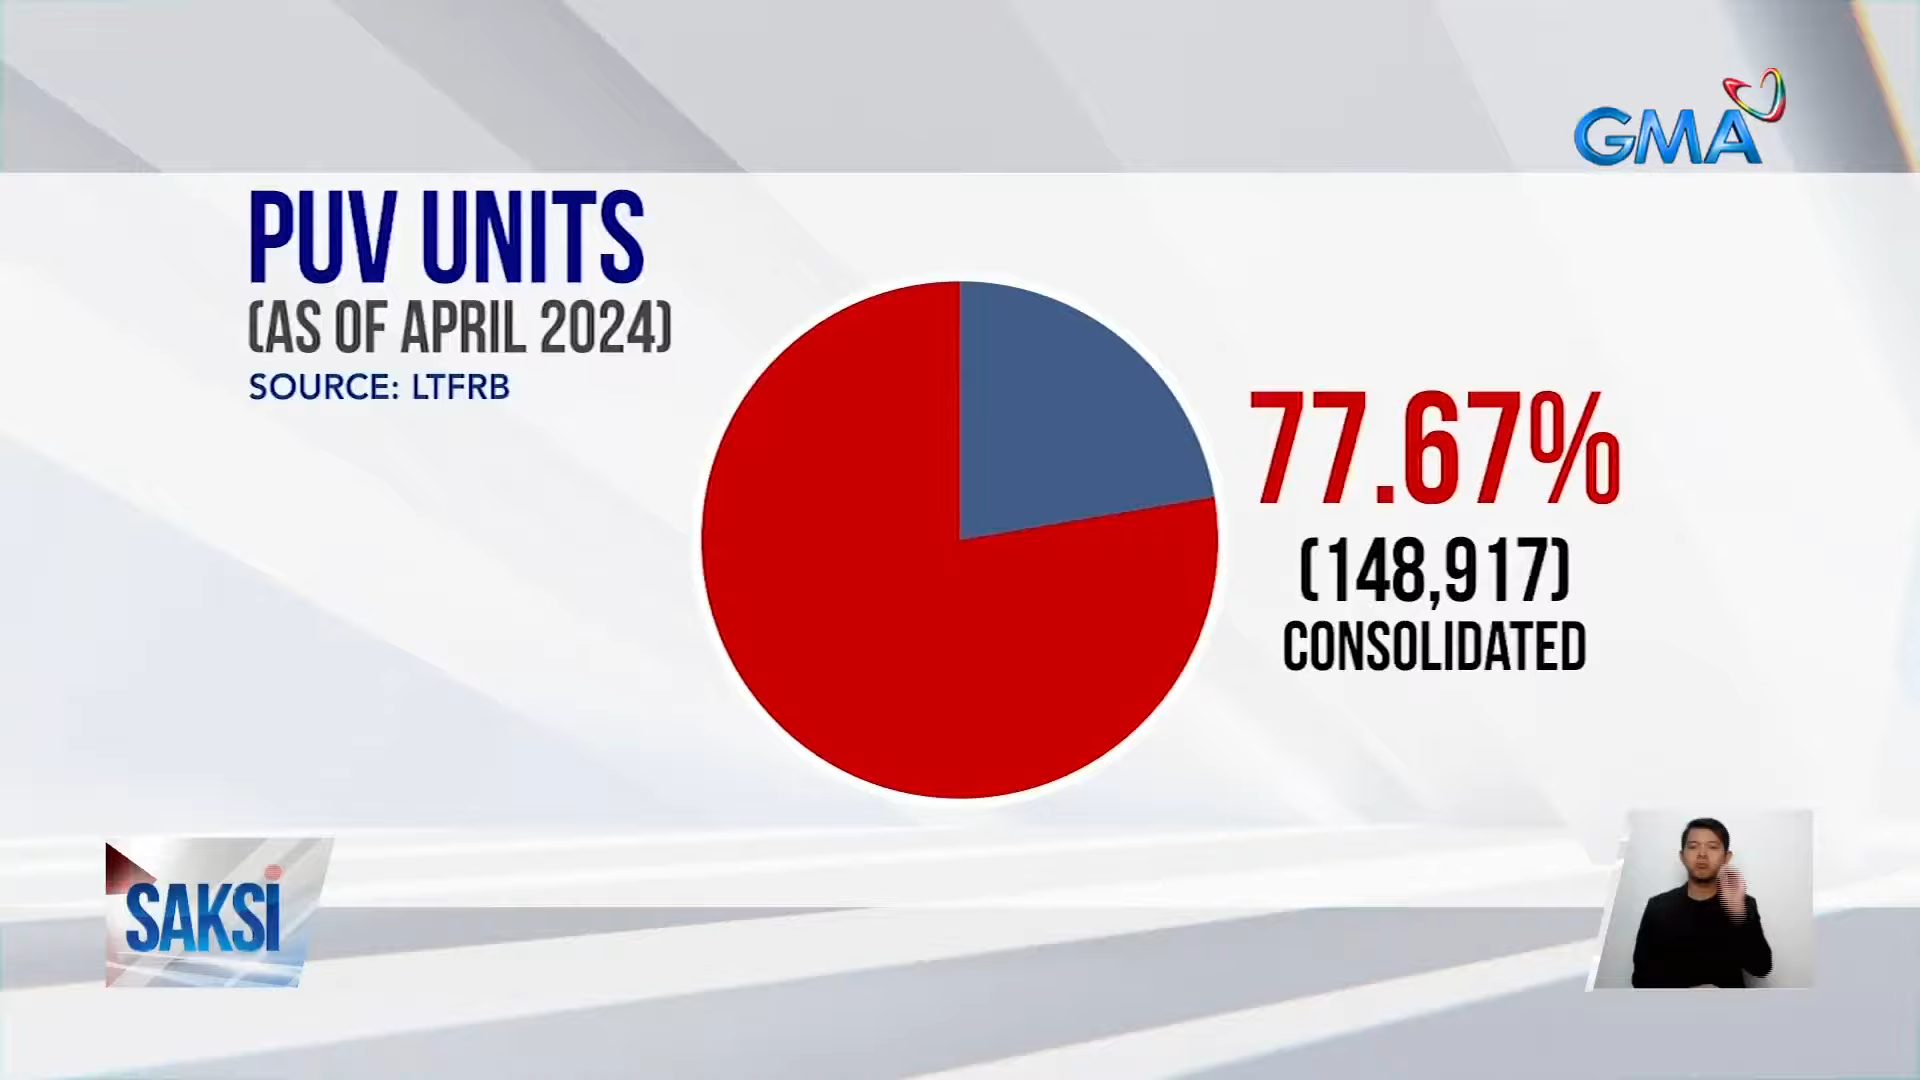 GMA
PUV UNITS
(AS OF APRIL 2024)
SOURCE: LTFRB
77.67%
(148,917)
CONSOLIDATED
SAKSI